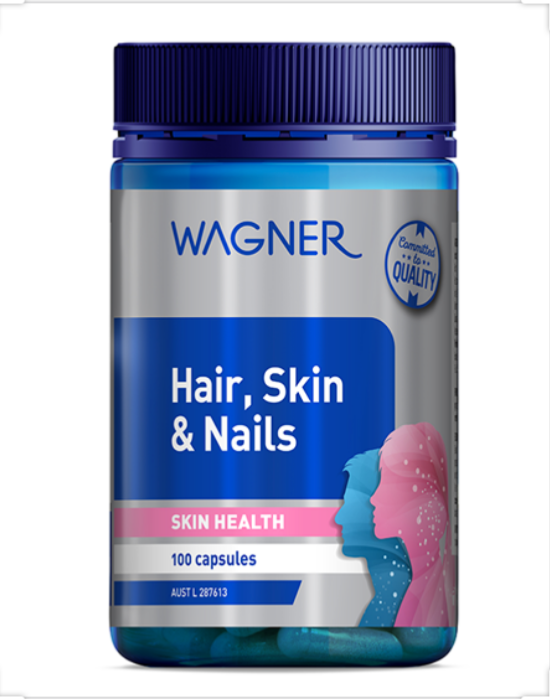 WAGNER
Committed
to
QUALITY
Hair, Skin
& Nails
SKIN HEALTH
100 capsules
AUST L 287613